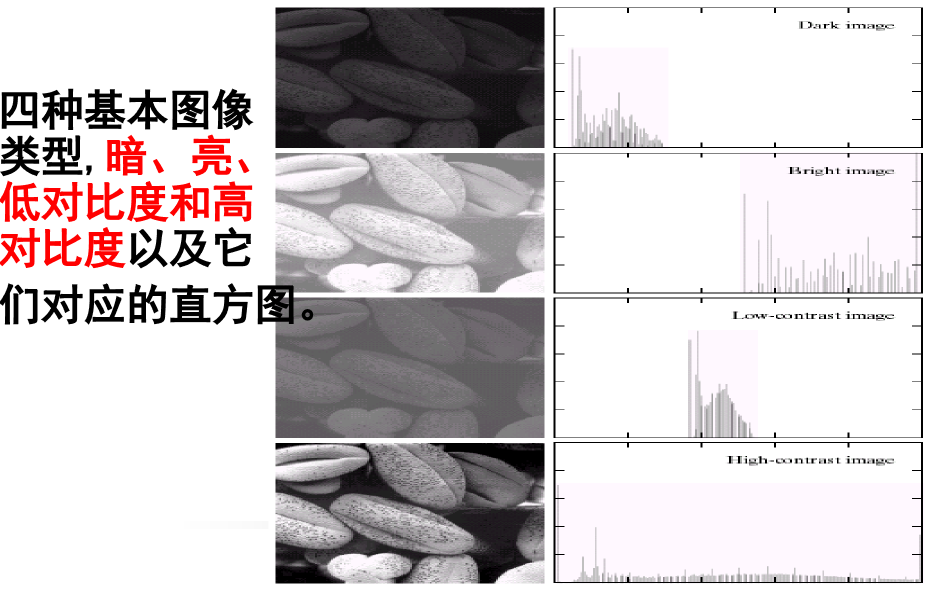 四种基本图像
类型, 暗、亮、
低对比度和高
对比度以及它
们对应的直方图。
Dark image
Bright image
Low-contrast image
High-contrast image